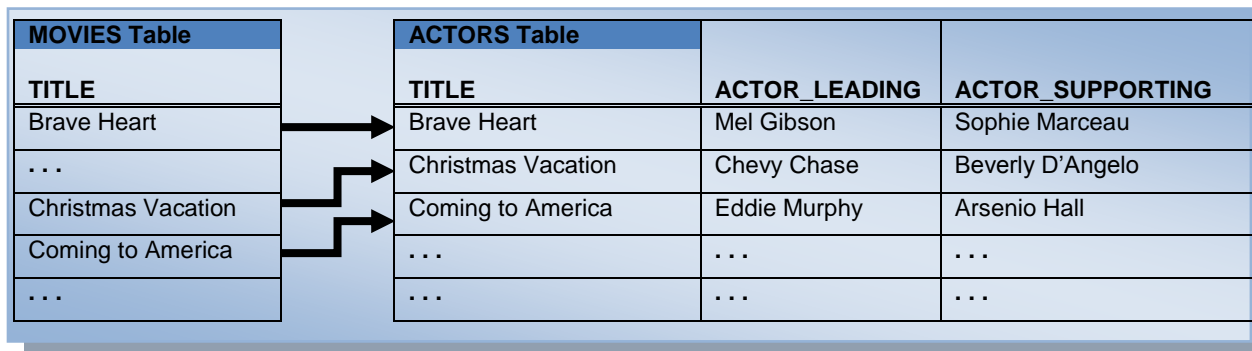 MOVIES Table ACTORS Table
TITLE TITLE ACTOR_LEADING ACTOR_SUPPORTING
Brave Heart Brave Heart Mel Gibson Sophie Marceau
. . . Christmas Vacation Chevy Chase Beverly D’Angelo
Christmas Vacation Coming to America Eddie Murphy Arsenio Hall
Coming to America . . . . . . . . .
. . . . . . . . . . . .